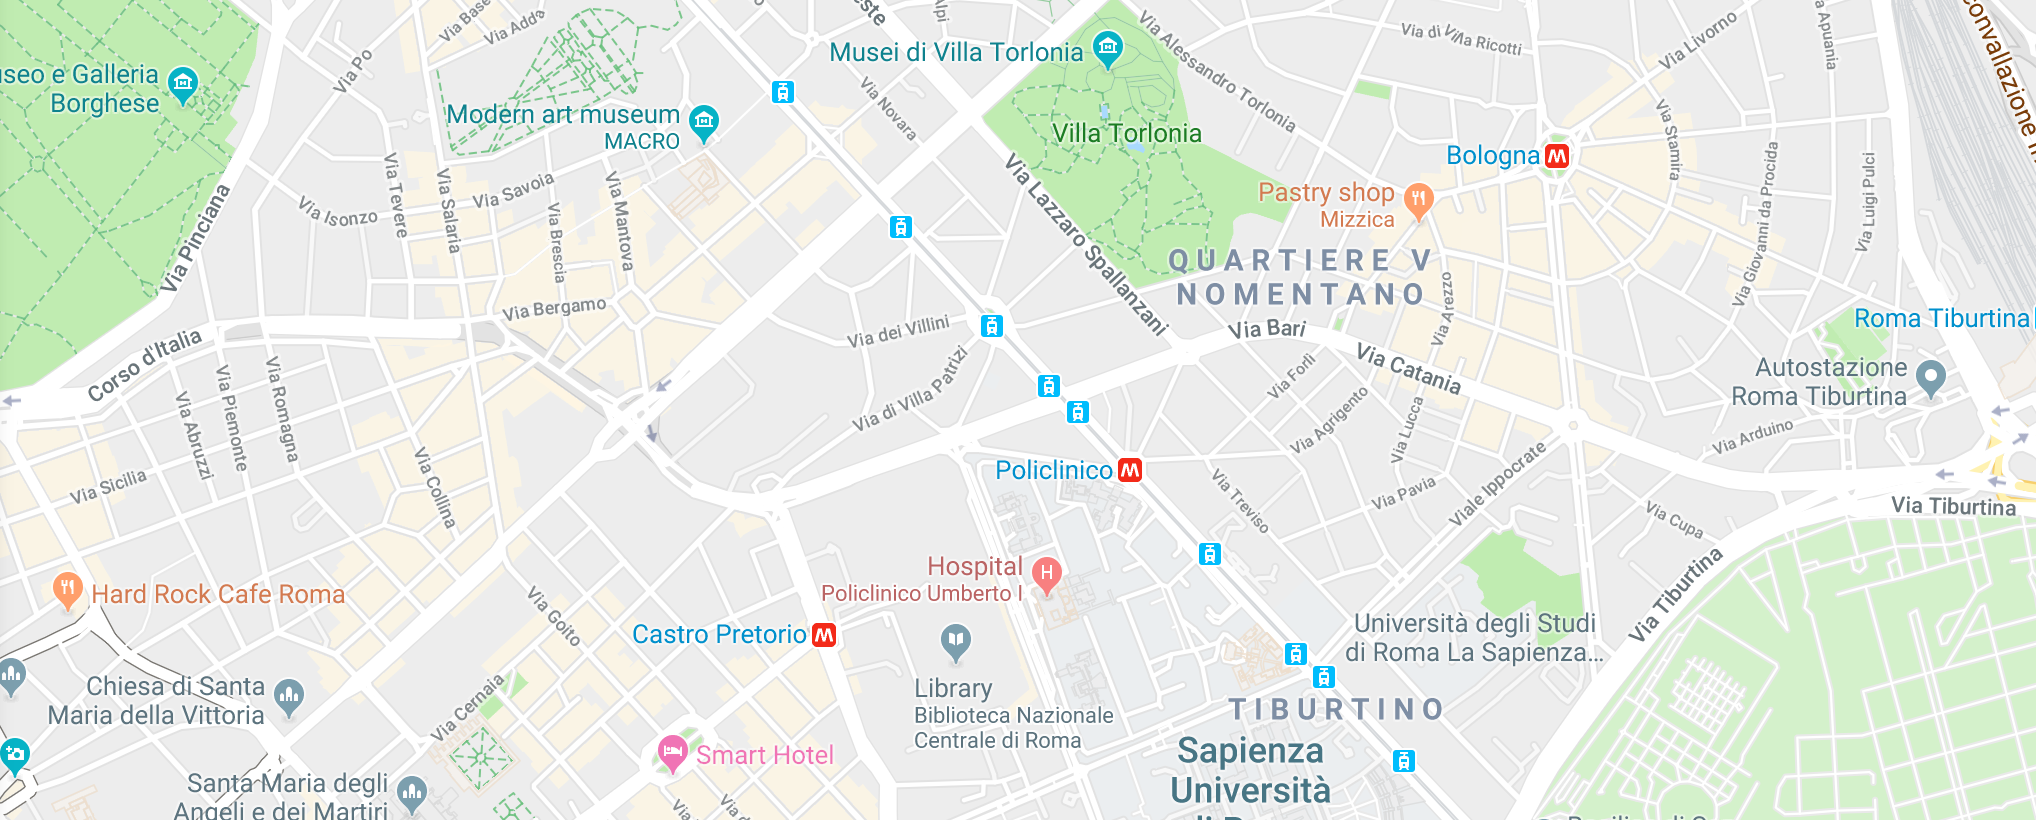 Via Po
Via Adda
Via Alessandro Torlonia
Via di Villa Ricotti
Via Livorno
Musei di Villa Torlonia
Galleria
Borghese
Modern art museum
MACRO
Via Novara
Villa Torlonia
Via Stamira
Bologna
Via Pinciana
Via Isonzo
Via Tevere
Via Salaria
Via Savoia
Via Brescia
Via Mantova
Via Lazzaro Spallanzani
Pastry shop
Mizzica
Via Giovanni da Procida
Via Luigi Pulci
QUARTIERE V
NOMENTANO
Via Bergamo
Via dei Villini
Via Bari
Via Arezzo
Roma Tiburtina
Corso d'Italia
Via Catania
Autostazione
Roma Tiburtina
Via Abruzzi
Via Piemonte
Via Romagna
Via di Villa Patrizi
Via Forlì
Via Agrigento
Via Lucca
Via Arduino
Via Sicilia
Via Collina
Policlinico
Via Treviso
Via Pavia
Viale Ippocrate
Via Cupa
Via Tiburtina
Hospital
Policlinico Umberto I
Hard Rock Cafe Roma
Via Goito
Castro Pretorio
Via Tiburtina
Università degli Studi
di Roma La Sapienza...
Chiesa di Santa
Maria della Vittoria
Via Cernaia
Library
Biblioteca Nazionale
Centrale di Roma
TIBURTINO
Smart Hotel
Sapienza
Università
Santa Maria degli
Angeli e dei Martiri